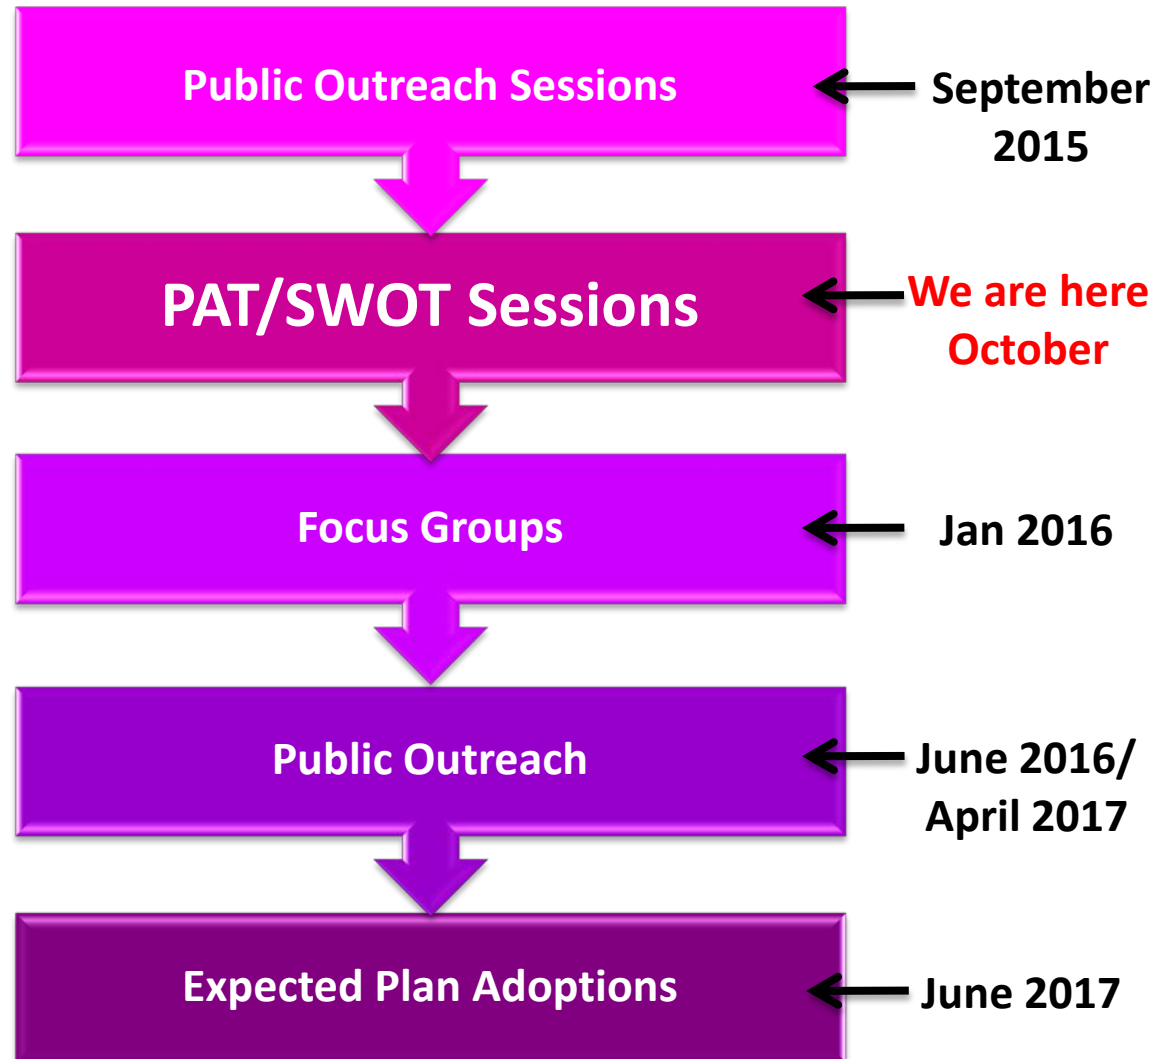 Public Outreach Sessions
September
2015
PAT/SWOT Sessions
We are here
October
Focus Groups
Jan 2016
Public Outreach
June 2016/
April 2017
Expected Plan Adoptions
June 2017